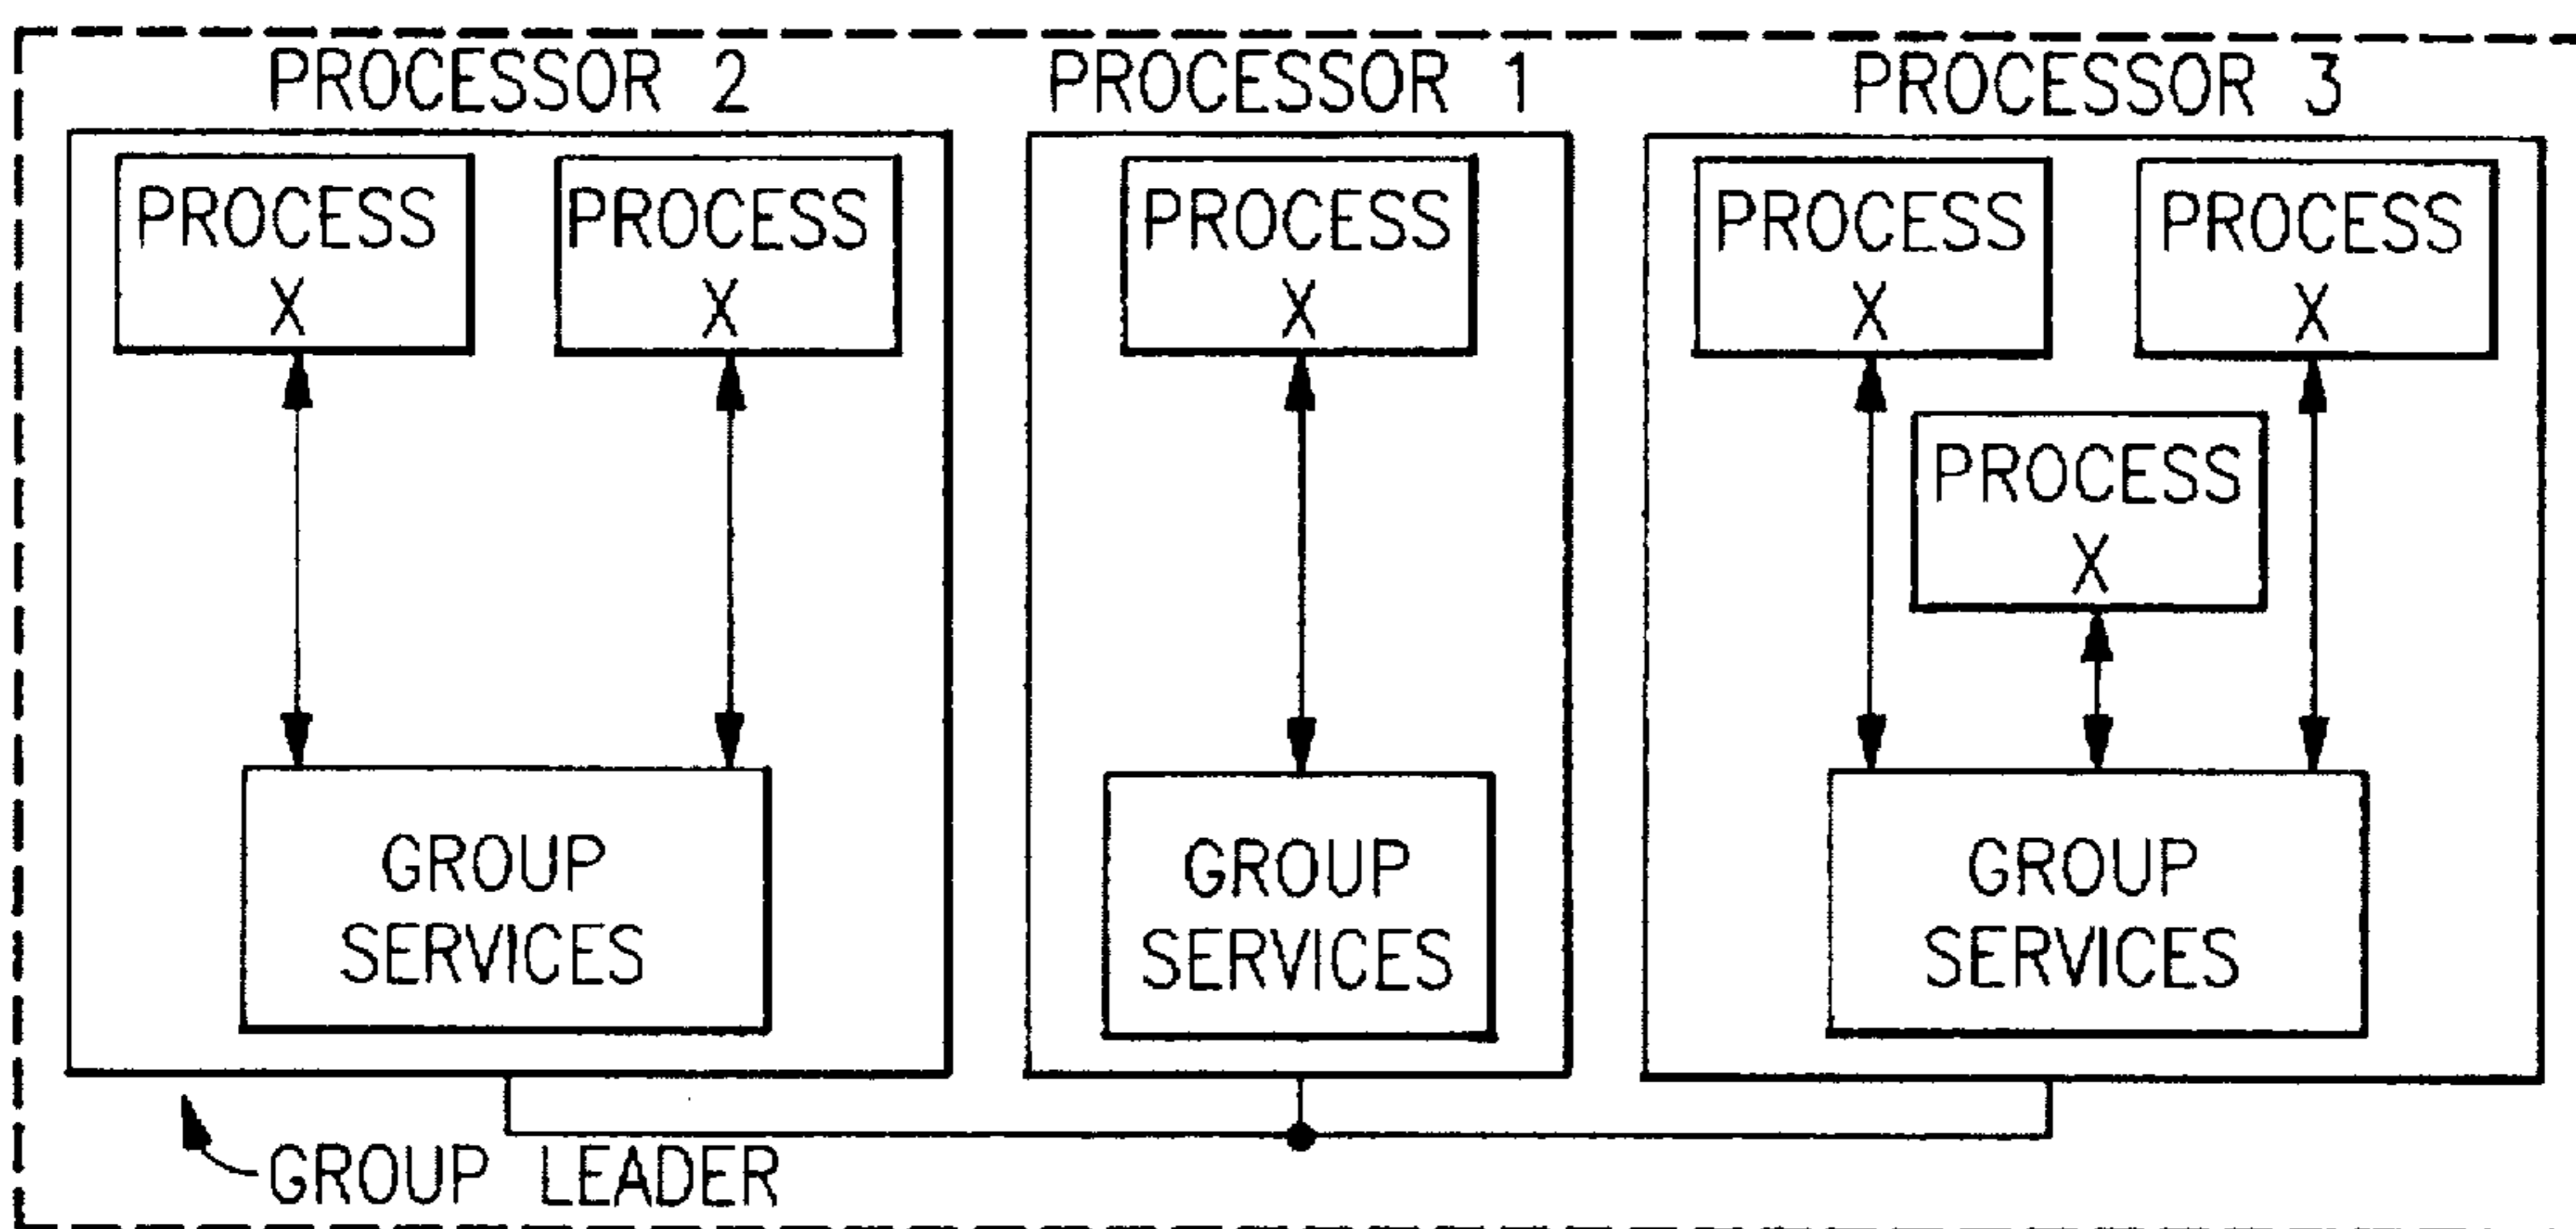 PROCESSOR 2
PROCESSOR 1
PROCESSOR 3
PROCESS
X
PROCESS
X
PROCESS
X
PROCESS
X
PROCESS
X
PROCESS
X
GROUP
SERVICES
GROUP
SERVICES
GROUP
SERVICES
GROUP LEADER